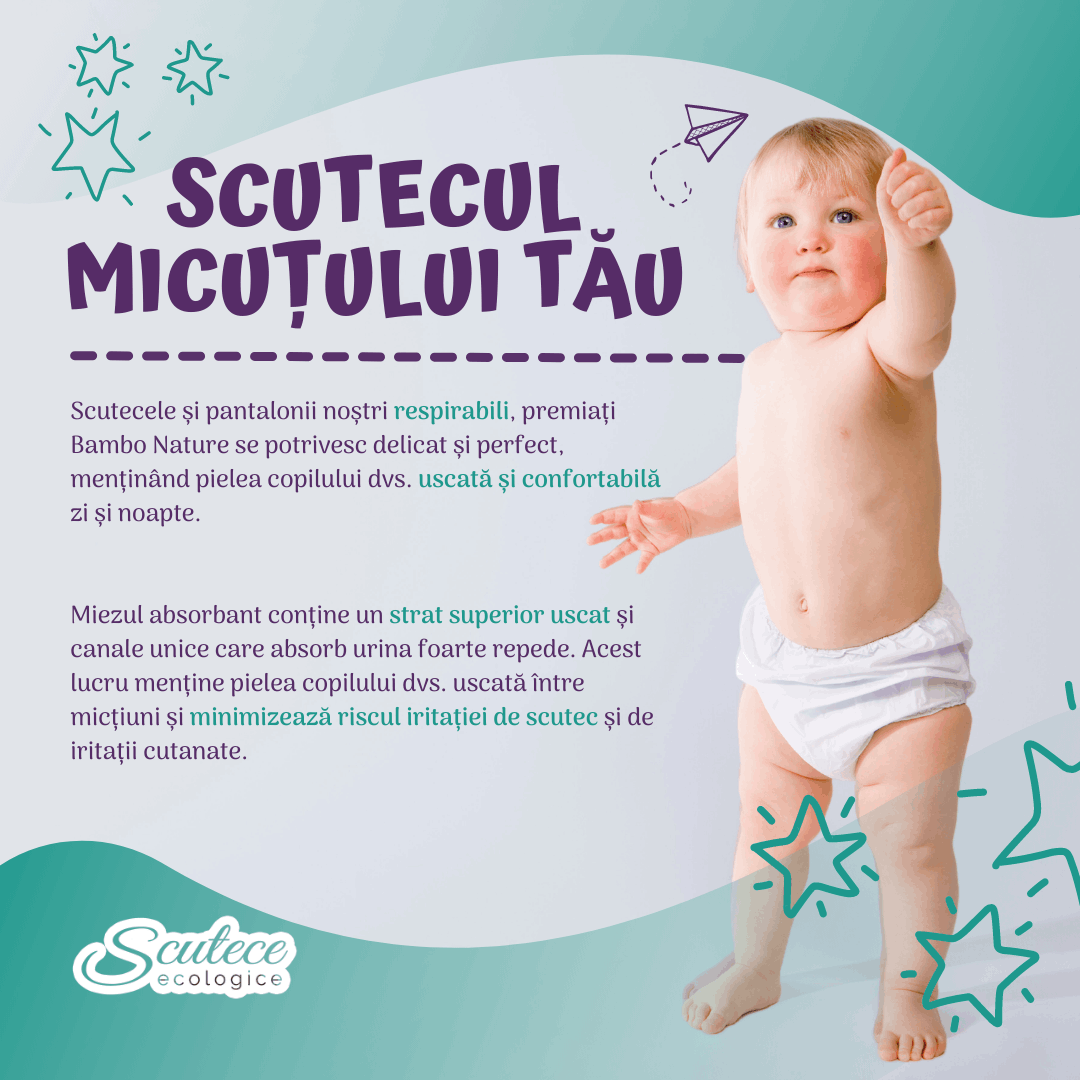 SCUTECUL
MICUȚULUI TĂU
Scutecele și pantalonii noștri respirabili, premiați
Bambo Nature se potrivesc delicat și perfect,
menținând pielea copilului dvs. uscată și confortabilă
zi și noapte.
Miezul absorbant conține un strat superior uscat și
canale unice care absorb urina foarte repede. Acest
lucru menține pielea copilului dvs. uscată între
micțiuni și minimizează riscul iritației de scutec și de
iritații cutanate.
Scutece
ecologice